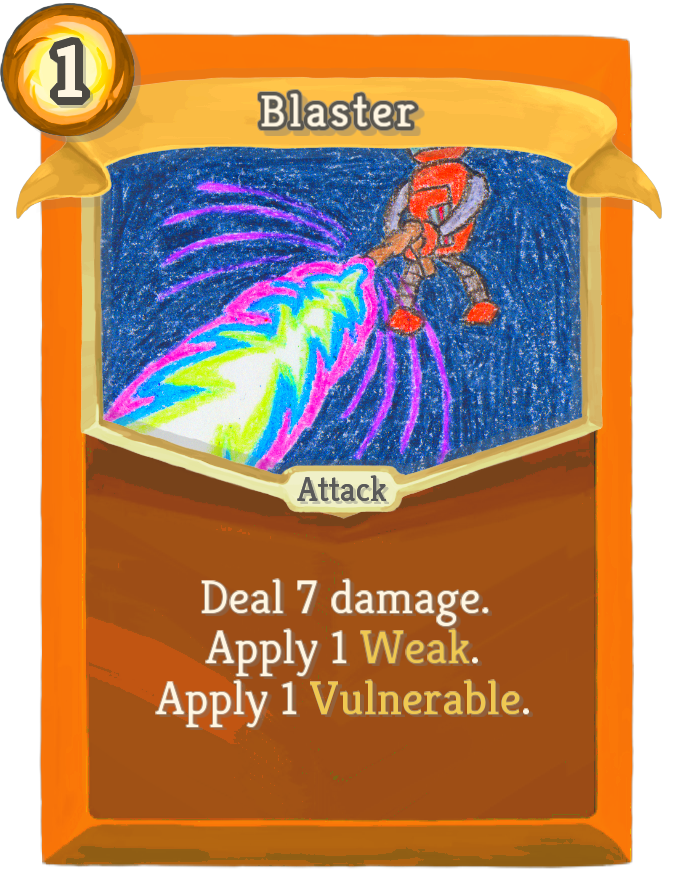 1
Blaster
Attack
Deal 7 damage.
Apply 1 Weak.
Apply 1 Vulnerable.